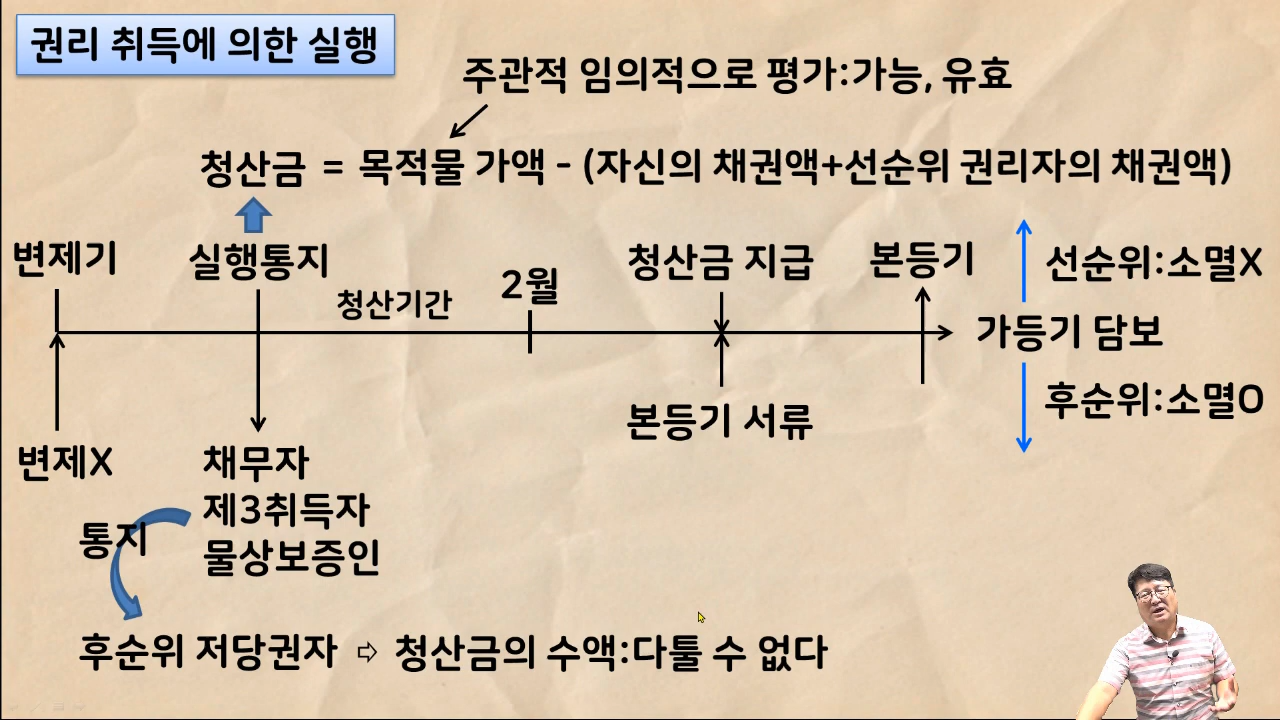 권리 취득에 의한 실행
주관적 임의적으로 평가:가능, 유효
청산금 = 목적물 가액 - (자신의 채권액+선순위 권리자의 채권액)
변제기
실행통지
청산기간
2월
청산금 지급
본등기
선순위:소멸X
가등기 담보
후순위:소멸O
본등기 서류
변제X
채무자
제3취득자
물상보증인
통지
후순위 저당권자 ⇨ 청산금의 수액:다툴 수 없다